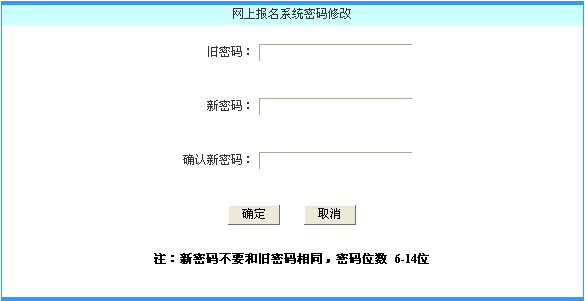 网上报名系统密码修改
旧密码：
新密码：
确认新密码：
确定 取消
注：新密码不要和旧密码相同，密码位数 6-14位